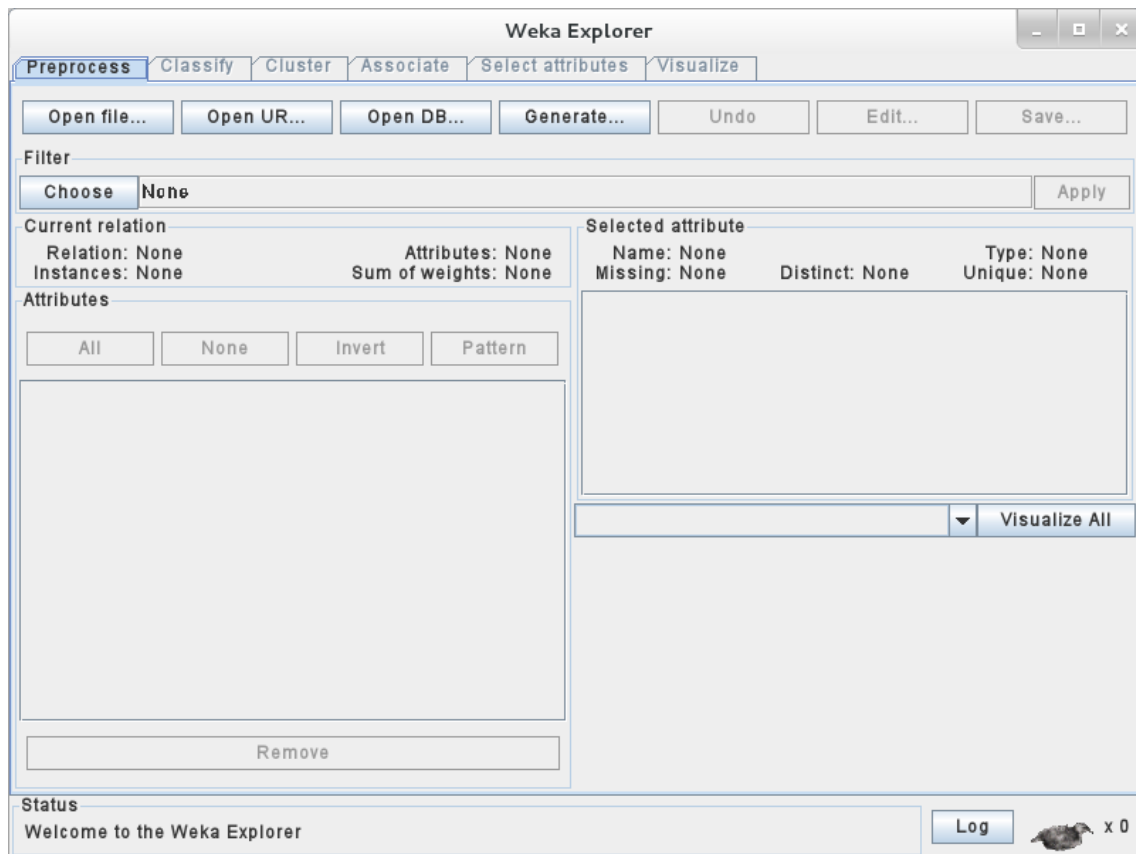 Weka Explorer
Preprocess Classify Cluster Associate Select attributes Visualize
Open file... Open UR... Open DB... Generate... Undo Edit... Save...
Filter
Choose None Apply
Current relation
Relation: None Attributes: None
Instances: None Sum of weights: None
Selected attribute
Name: None Type: None
Missing: None Distinct: None Unique: None
Attributes
All None Invert Pattern
Visualize All
Remove
Status
Welcome to the Weka Explorer
Log x 0